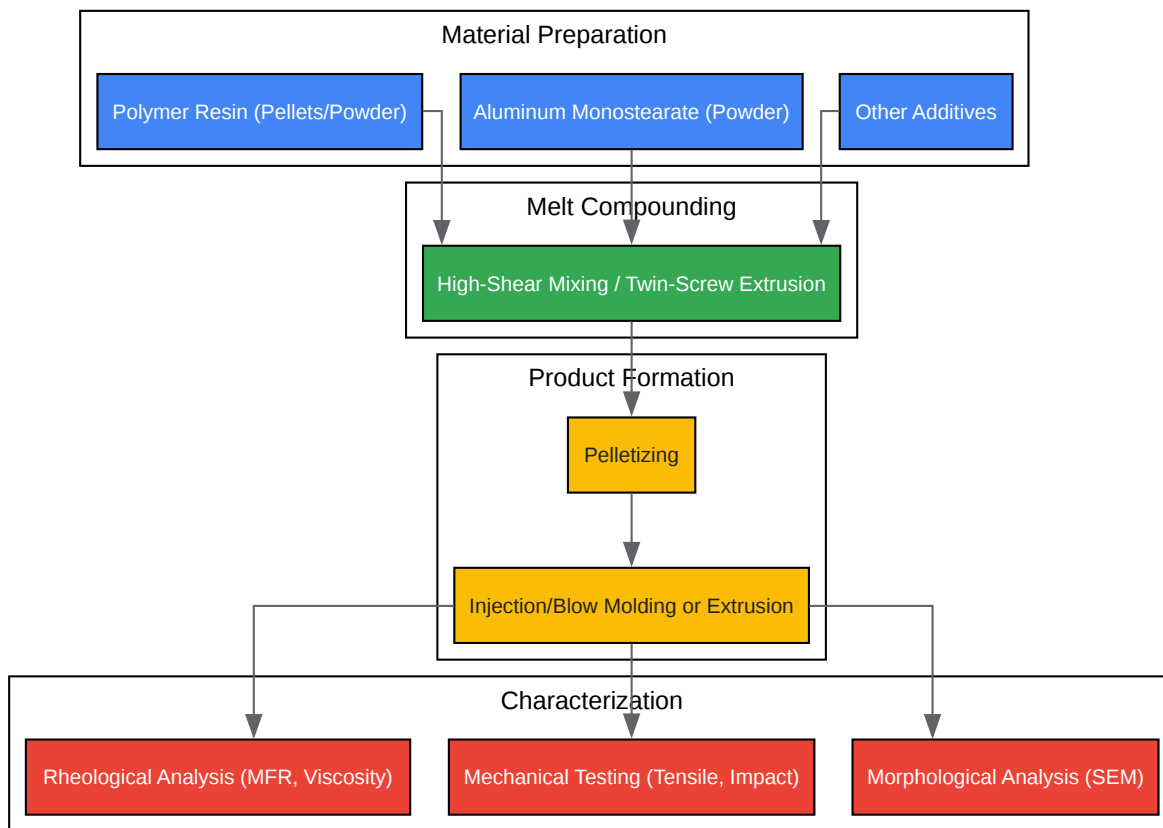 Material Preparation
Polymer Resin (Pellets/Powder)
Aluminum Monostearate (Powder)
Other Additives
Melt Compounding
High-Shear Mixing / Twin-Screw Extrusion
Product Formation
Pelletizing
Injection/Blow Molding or Extrusion
Characterization
Rheological Analysis (MFR, Viscosity)
Mechanical Testing (Tensile, Impact)
Morphological Analysis (SEM)